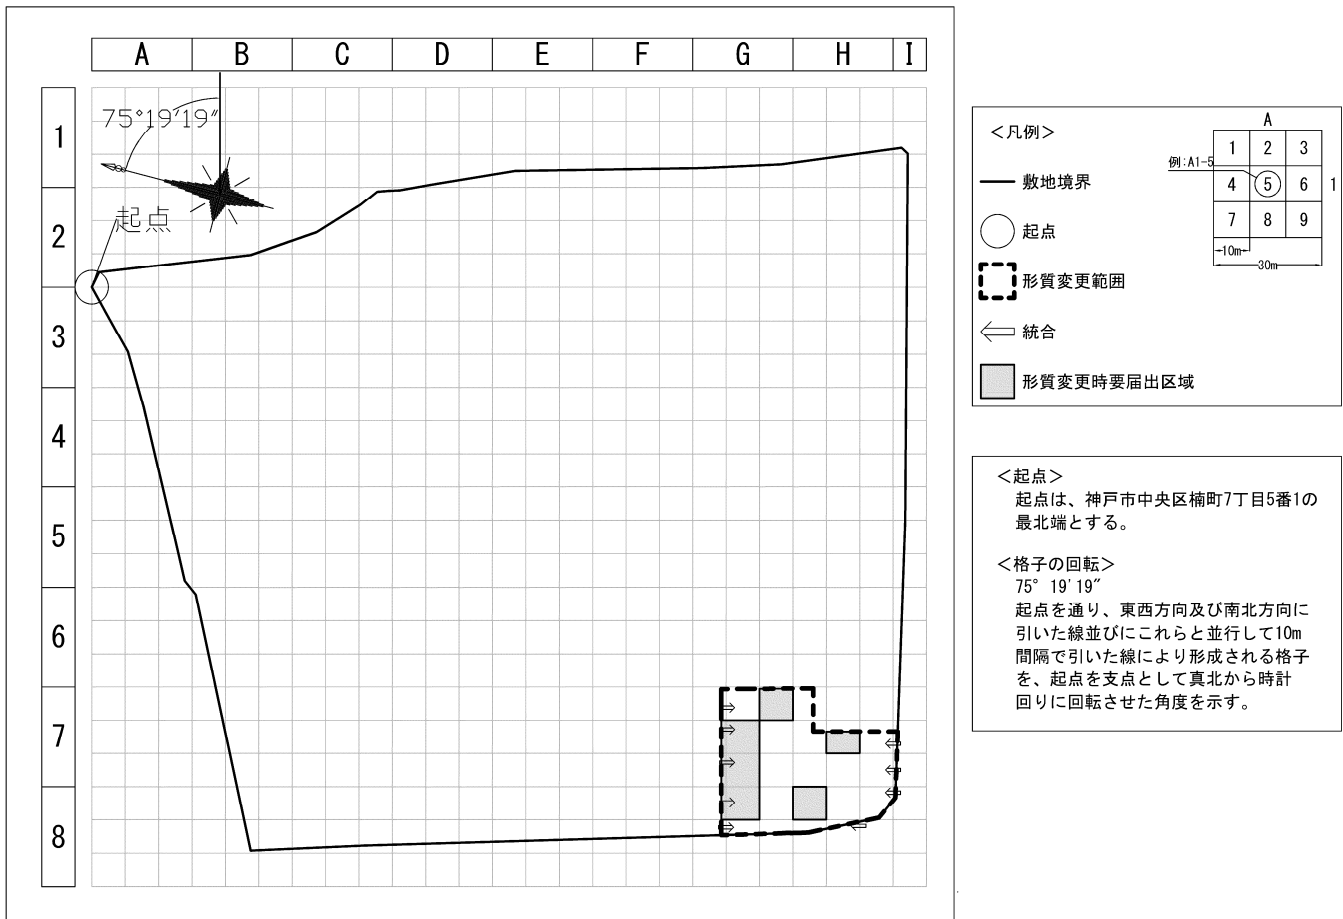 A B C D E F G H I
1
2
3
4
5
6
7
8
75°19′19″
起点
<凡例>
敷地境界
起点
形質変更範囲
統合
形質変更時要届出区域
A
例:A1-5
1 2 3
4 5 6 1
7 8 9
10m
30m
<起点>
起点は、神戸市中央区楠町7丁目5番1の
最北端とする。
<格子の回転>
75° 19′19″
起点を通り、東西方向及び南北方向に
引いた線並びにこれらと並行して10m
間隔で引いた線により形成される格子
を、起点を支点として真北から時計
回りに回転させた角度を示す。